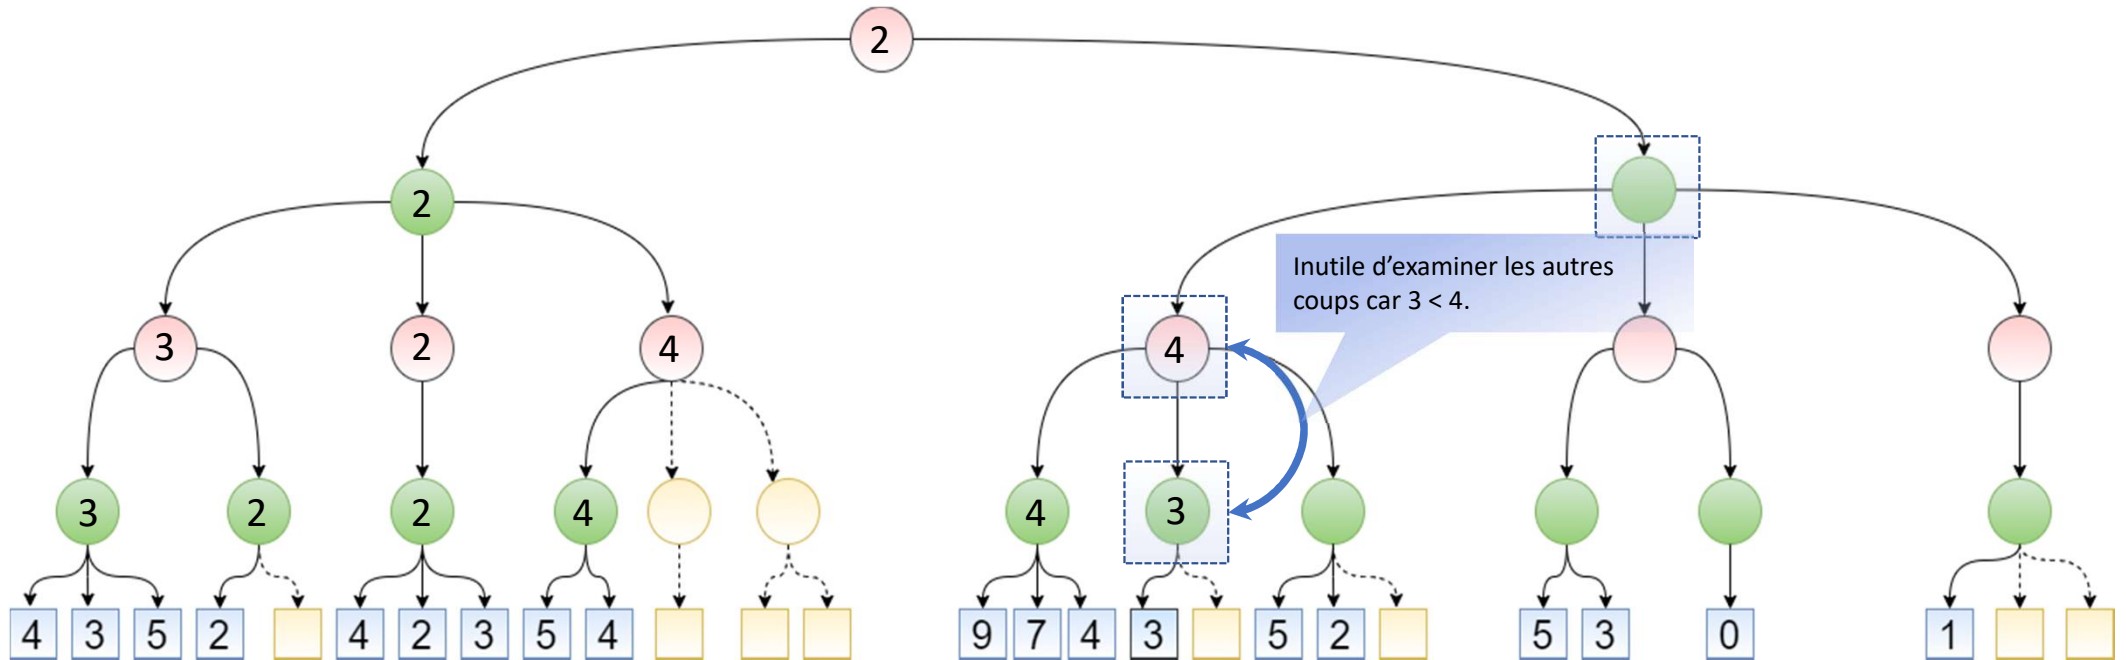 2
2
Inutile d’examiner les autres
coups car 3 < 4.
3 2 4 4
3 2 2 4 4 3
4 3 5 2 4 2 3 5 4 9 7 4 3 5 2 5 3 0 1